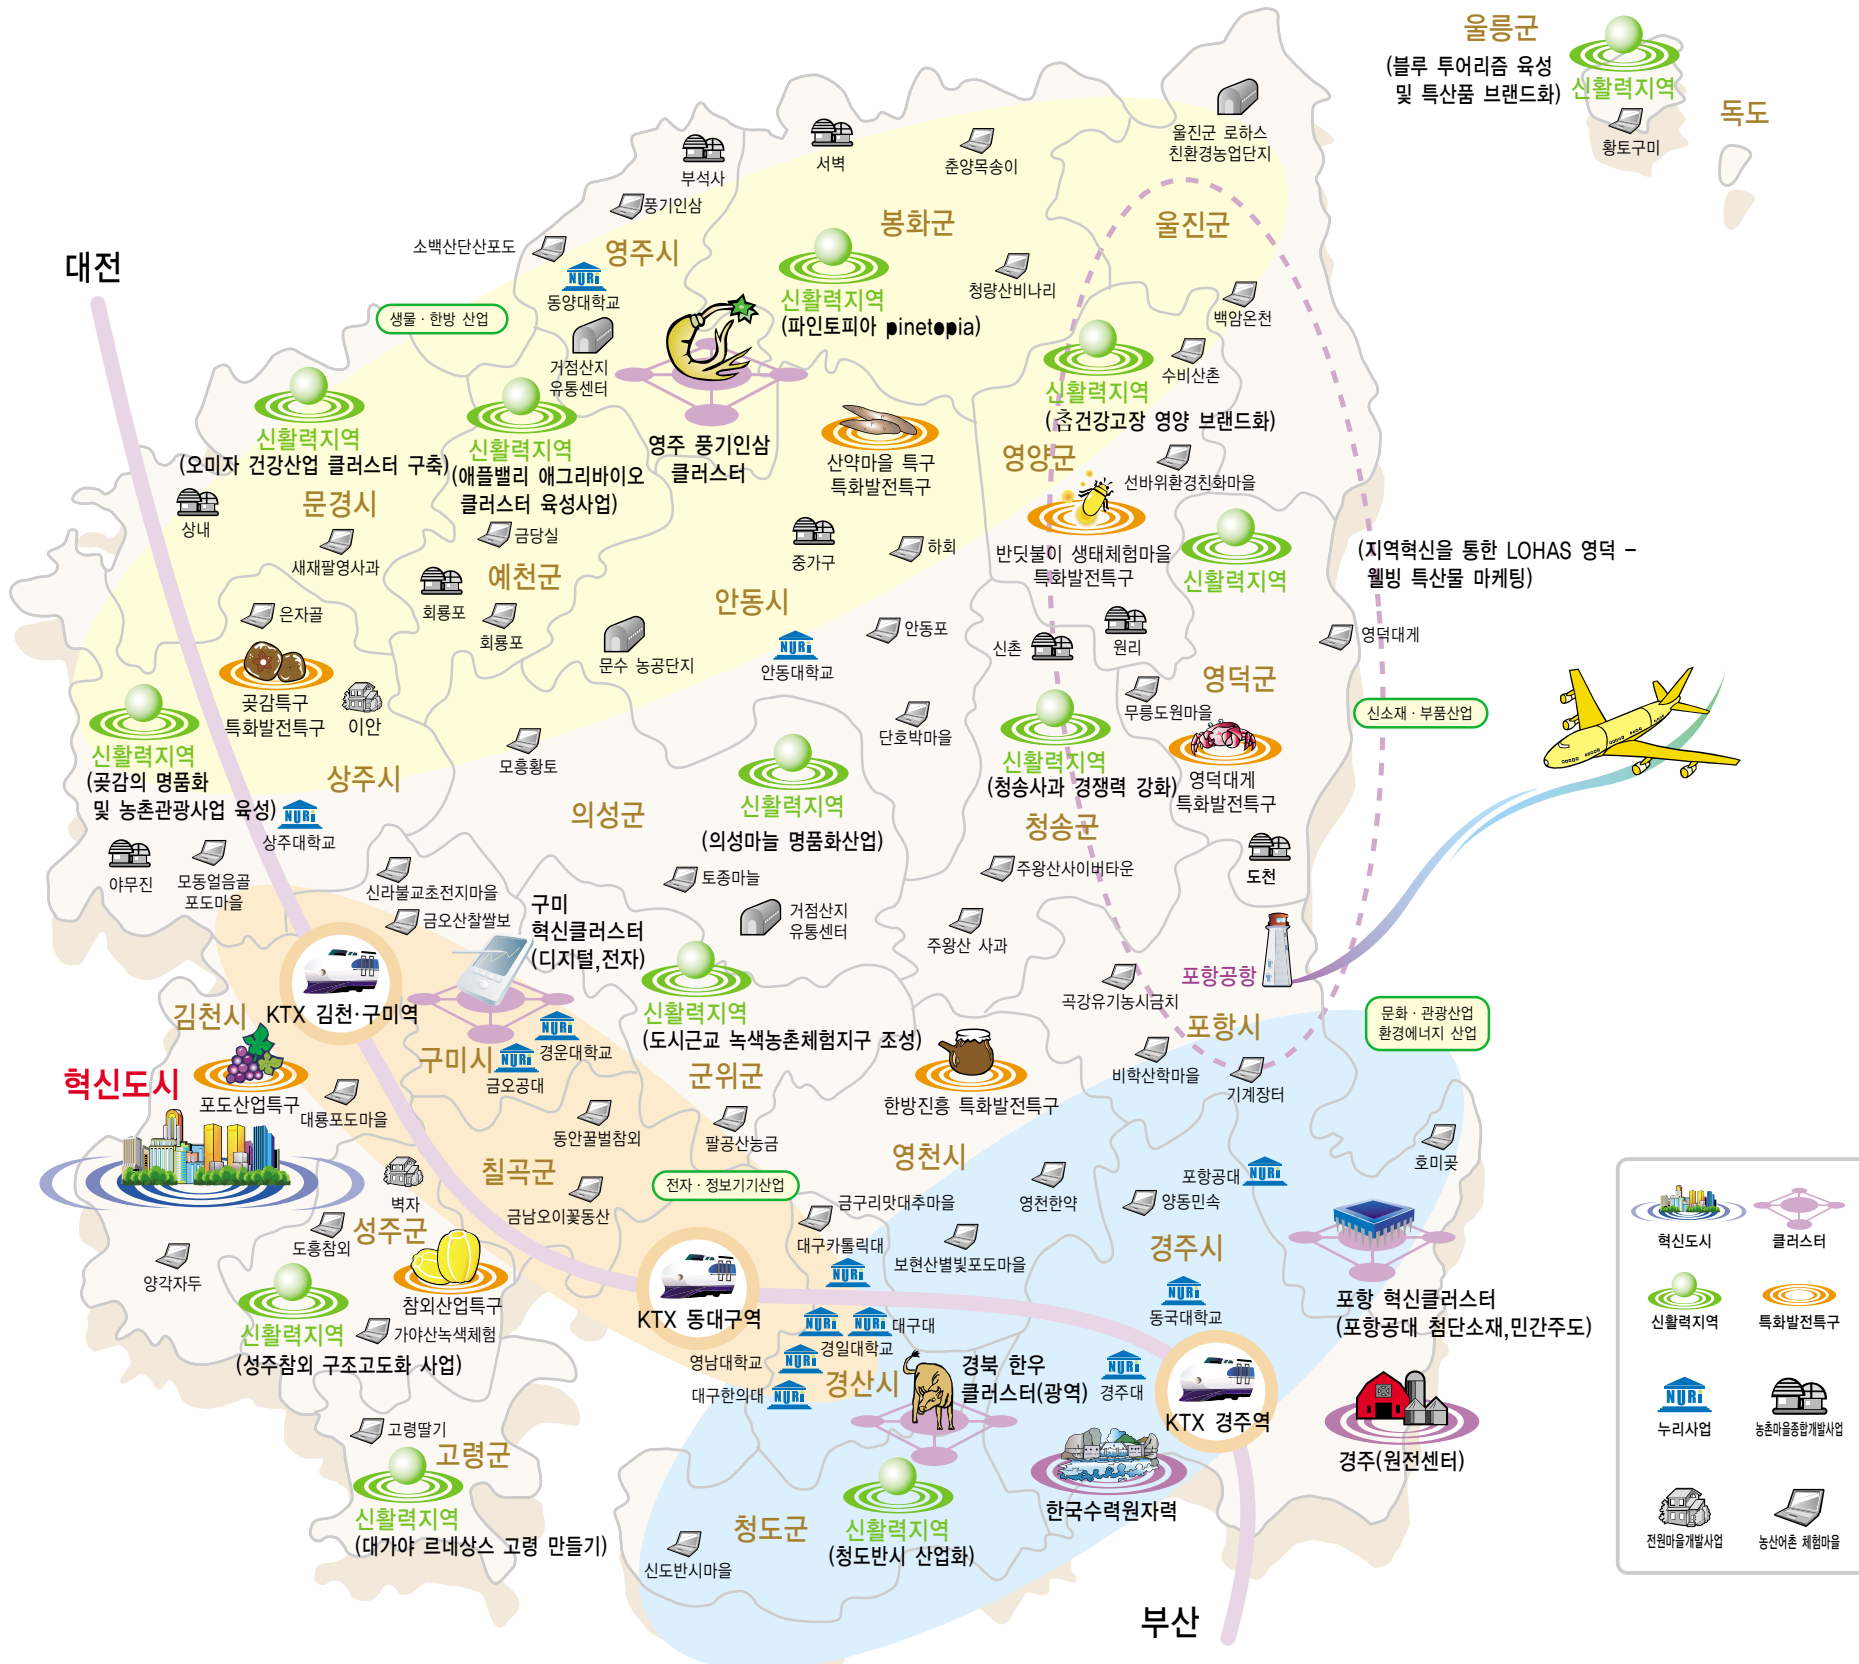 울릉군
(블루 투어리즘 육성
및 특산품 브랜드화)
신활력지역
황토구미
독도
울진군 로하스
친환경농업단지
부석사
서벽
춘양목송이
풍기인삼
소백산단산포도
영주시
봉화군
울진군
대전
NURi
동양대학교
신활력지역
(파인토피아 pinetopia)
청량산비나리
백암온천
생물·한방 산업
거점산지
유통센터
수비산촌
신활력지역
(오미자 건강산업 클러스터 구축)
신활력지역
(애플밸리 애그리바이오
클러스터 육성사업)
영주 풍기인삼
클러스터
산약마을 특구
특화발전특구
신활력지역
(춤건강고장 영양 브랜드화)
영양군
선바위환경친화마을
문경시
상내
새재팔영사과
금당실
예천군
중가구
하회
반딧불이 생태체험마을
특화발전특구
신활력지역
(지역혁신을 통한 LOHAS 영덕 –
웰빙 특산물 마케팅)
은자골
회룡포
회룡포
안동시
문수 농공단지
NURi
안동대학교
안동포
신촌
원리
영덕대게
영덕군
곶감특구
특화발전특구
이안
신활력지역
(곶감의 명품화
및 농촌관광사업 육성)
상주시
NURi
상주대학교
모흥황토
단호박마을
무릉도원마을
신소재·부품산업
신활력지역
(청송사과 경쟁력 강화)
청송군
영덕대게
특화발전특구
의성군
신활력지역
(의성마늘 명품화산업)
주왕산사이버타운
도천
야무진
모동얼음골
포도마을
신라불교초전지마을
금오산찰쌀보
구미
혁신클러스터
(디지털,전자)
토종마늘
거점산지
유통센터
주왕산 사과
포항공항
곡강유기농시금치
KTX 김천·구미역
김천시
신활력지역
(도시근교 녹색농촌체험지구 조성)
군위군
문화·관광산업
환경에너지 산업
포항시
구미시
NURi
경운대학교
NURi
금오공대
혁신도시
포도산업특구
대룡포도마을
한방진흥 특화발전특구
비학산학마을
기계장터
동안꿀벌참외
팔공산능금
영천시
호미곶
칠곡군
벽자
전자·정보기기산업
금남오이꽃동산
금구리맛대추마을
영천한약
포항공대
NURi
양동민속
성주군
도흥참외
양각자두
대구카톨릭대
NURi
보현산별빛포도마을
경주시
참외산업특구
신활력지역
(성주참외 구조고도화 사업)
가야산녹색체험
KTX 동대구역
NURi
NURi
대구대
경일대학교
영남대학교
NURi
대구한의대
NURi
경산시
경북 한우
클러스터(광역)
NURi
동국대학교
NURi
경주대
KTX 경주역
포항 혁신클러스터
(포항공대 첨단소재,민간주도)
경주(원전센터)
한국수력원자력
고령딸기
고령군
신활력지역
(대가야 르네상스 고령 만들기)
청도군
신도반시마을
신활력지역
(청도반시 산업화)
부산
혁신도시
클러스터
신활력지역
특화발전특구
NURi
누리사업
농촌마을종합개발사업
전원마을개발사업
농산어촌 체험마을